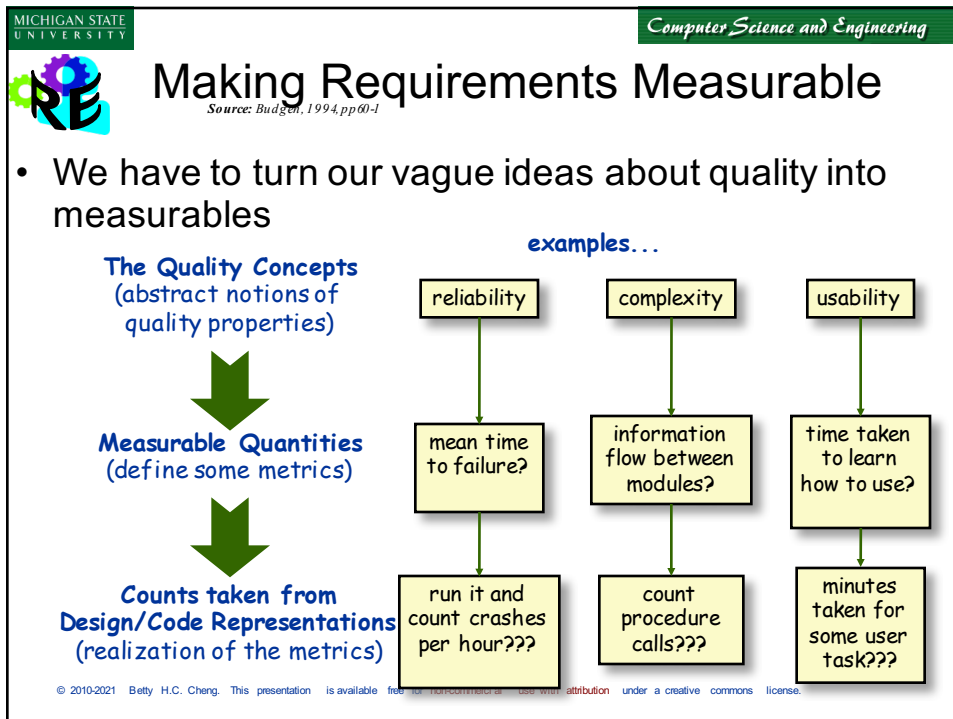 MICHIGAN STATE
UNIVERSITY
Computer Science and Engineering
RE
Making Requirements Measurable
Source: Budgen, 1994, pp60-1
• We have to turn our vague ideas about quality into
measurables
examples...
The Quality Concepts
(abstract notions of
quality properties)
reliability
complexity
usability
Measurable Quantities
(define some metrics)
mean time
to failure?
information
flow between
modules?
time taken
to learn
how to use?
Counts taken from
Design/Code Representations
(realization of the metrics)
run it and
count crashes
per hour???
count
procedure
calls???
minutes
taken for
some user
task???
© 2010-2021 Betty H.C. Cheng. This presentation is available free for non-commercial use with attribution under a creative commons license.